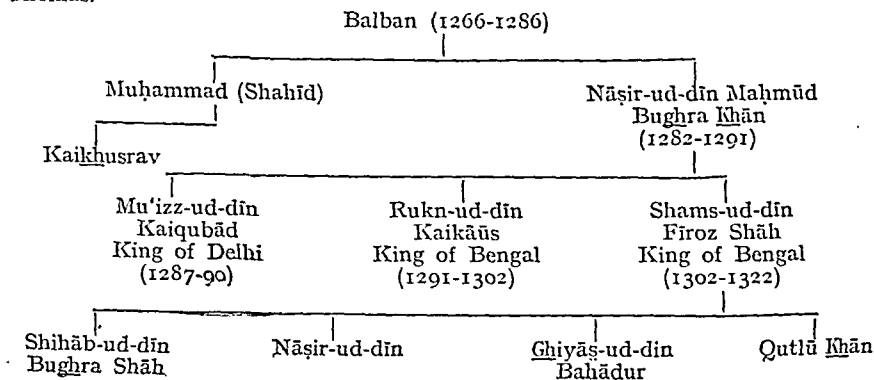 Balban (1266-1286)
Muḥammad (Shahīd)
Nāṣir-ud-dīn Maḥmūd
Bughra Khān
(1282-1291)
Kaikhusrav
Mu‘izz-ud-dīn
Kaiqubād
King of Delhi
(1287-90)
Rukn-ud-dīn
Kaikāūs
King of Bengal
(1291-1302)
Shams-ud-dīn
Fīroz Shāh
King of Bengal
(1302-1322)
Shihāb-ud-dīn
Bughra Shāh
Nāṣir-ud-dīn
Ghiyāṣ-ud-din
Bahādur
Qutlū Khān